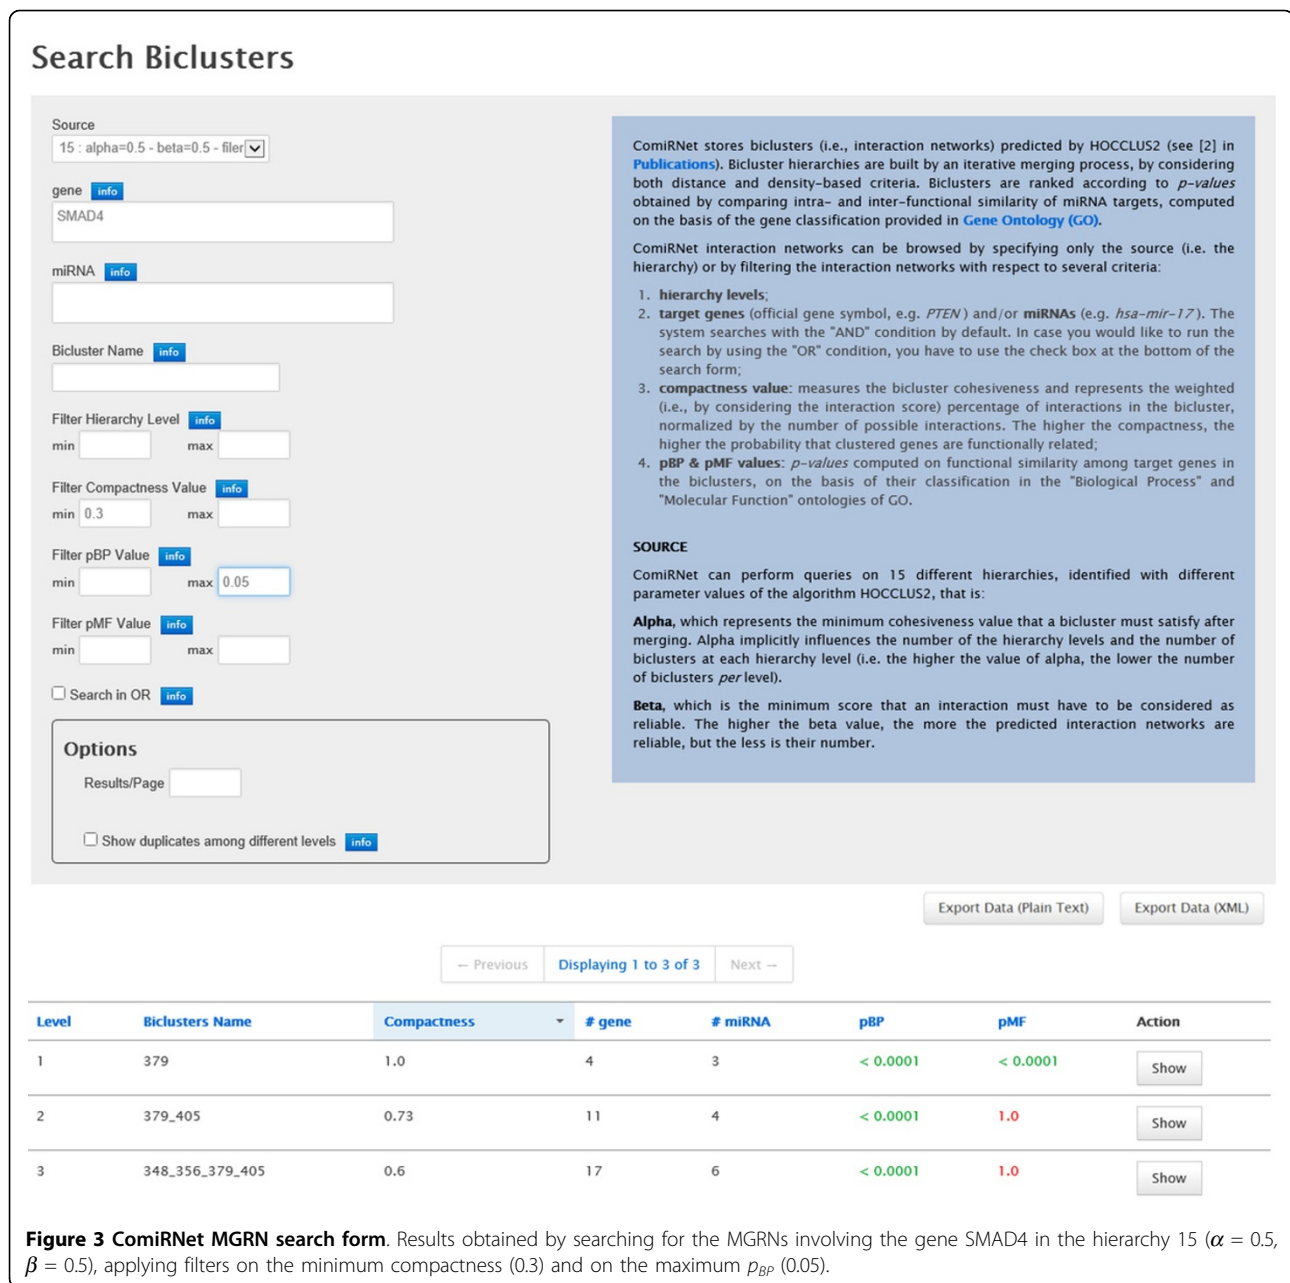 Search Biclusters
Source
15 : alpha=0.5 - beta=0.5 - filer
gene info
SMAD4
miRNA info
Bicluster Name info
Filter Hierarchy Level info
min max
Filter Compactness Value info
min 0.3 max
Filter pBP Value info
min max 0.05
Filter pMF Value info
min max
Search in OR info
Options
Results/Page
Show duplicates among different levels info
ComiRNet stores biclusters (i.e., interaction networks) predicted by HOCCLUS2 (see [2] in
Publications). Bicluster hierarchies are built by an iterative merging process, by considering
both distance and density-based criteria. Biclusters are ranked according to p-values
obtained by comparing intra- and inter-functional similarity of miRNA targets, computed
on the basis of the gene classification provided in Gene Ontology (GO).
ComiRNet interaction networks can be browsed by specifying only the source (i.e. the
hierarchy) or by filtering the interaction networks with respect to several criteria:
1. hierarchy levels;
2. target genes (official gene symbol, e.g. PTEN ) and/or miRNAs (e.g. hsa-mir-17 ). The
system searches with the "AND" condition by default. In case you would like to run the
search by using the "OR" condition, you have to use the check box at the bottom of the
search form;
3. compactness value: measures the bicluster cohesiveness and represents the weighted
(i.e., by considering the interaction score) percentage of interactions in the bicluster,
normalized by the number of possible interactions. The higher the compactness, the
higher the probability that clustered genes are functionally related;
4. pBP & pMF values: p-values computed on functional similarity among target genes in
the biclusters, on the basis of their classification in the "Biological Process" and
"Molecular Function" ontologies of GO.
SOURCE
ComiRNet can perform queries on 15 different hierarchies, identified with different
parameter values of the algorithm HOCCLUS2, that is:
Alpha, which represents the minimum cohesiveness value that a bicluster must satisfy after
merging. Alpha implicitly influences the number of the hierarchy levels and the number of
biclusters at each hierarchy level (i.e. the higher the value of alpha, the lower the number
of biclusters per level).
Beta, which is the minimum score that an interaction must have to be considered as
reliable. The higher the beta value, the more the predicted interaction networks are
reliable, but the less is their number.
Export Data (Plain Text) Export Data (XML)
← Previous Displaying 1 to 3 of 3 Next →
Level Biclusters Name Compactness # gene # miRNA pBP pMF Action
1 379 1.0 4 3 < 0.0001 < 0.0001 Show
2 379_405 0.73 11 4 < 0.0001 1.0 Show
3 348_356_379_405 0.6 17 6 < 0.0001 1.0 Show
Figure 3 ComiRNet MGRN search form. Results obtained by searching for the MGRNs involving the gene SMAD4 in the hierarchy 15 (α = 0.5,
β = 0.5), applying filters on the minimum compactness (0.3) and on the maximum pBP (0.05).